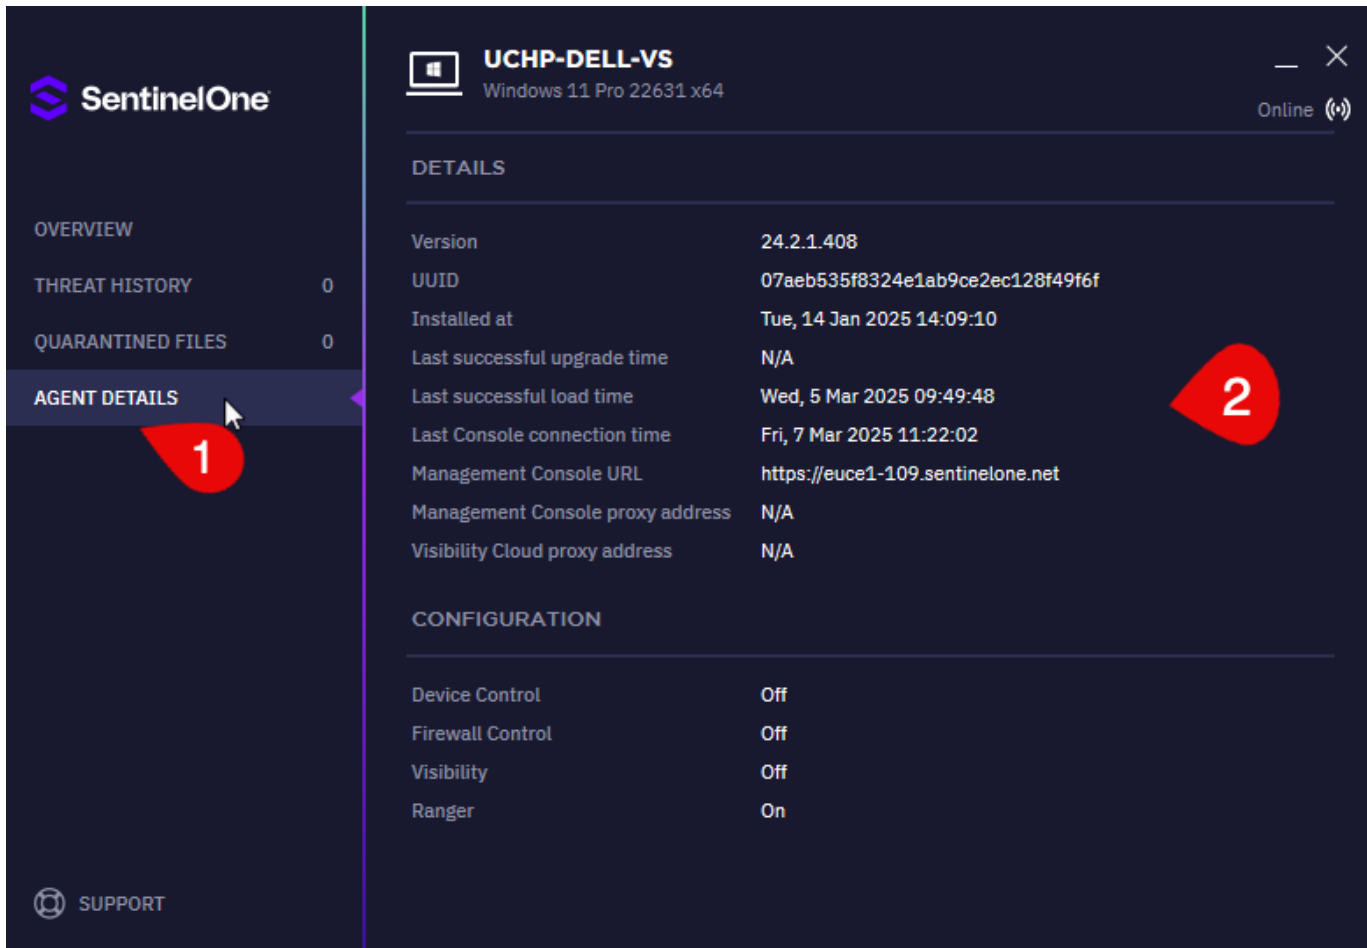 SentinelOne
OVERVIEW
THREAT HISTORY 0
QUARANTINED FILES 0
AGENT DETAILS
1
SUPPORT
UCHP-DELL-VS
Windows 11 Pro 22631 x64
Online
DETAILS
Version 24.2.1.408
UUID 07aeb535f8324e1ab9ce2ec128f49f6f
Installed at Tue, 14 Jan 2025 14:09:10
Last successful upgrade time N/A
Last successful load time Wed, 5 Mar 2025 09:49:48
2
Last Console connection time Fri, 7 Mar 2025 11:22:02
Management Console URL https://euce1-109.sentinelone.net
Management Console proxy address N/A
Visibility Cloud proxy address N/A
CONFIGURATION
Device Control Off
Firewall Control Off
Visibility Off
Ranger On